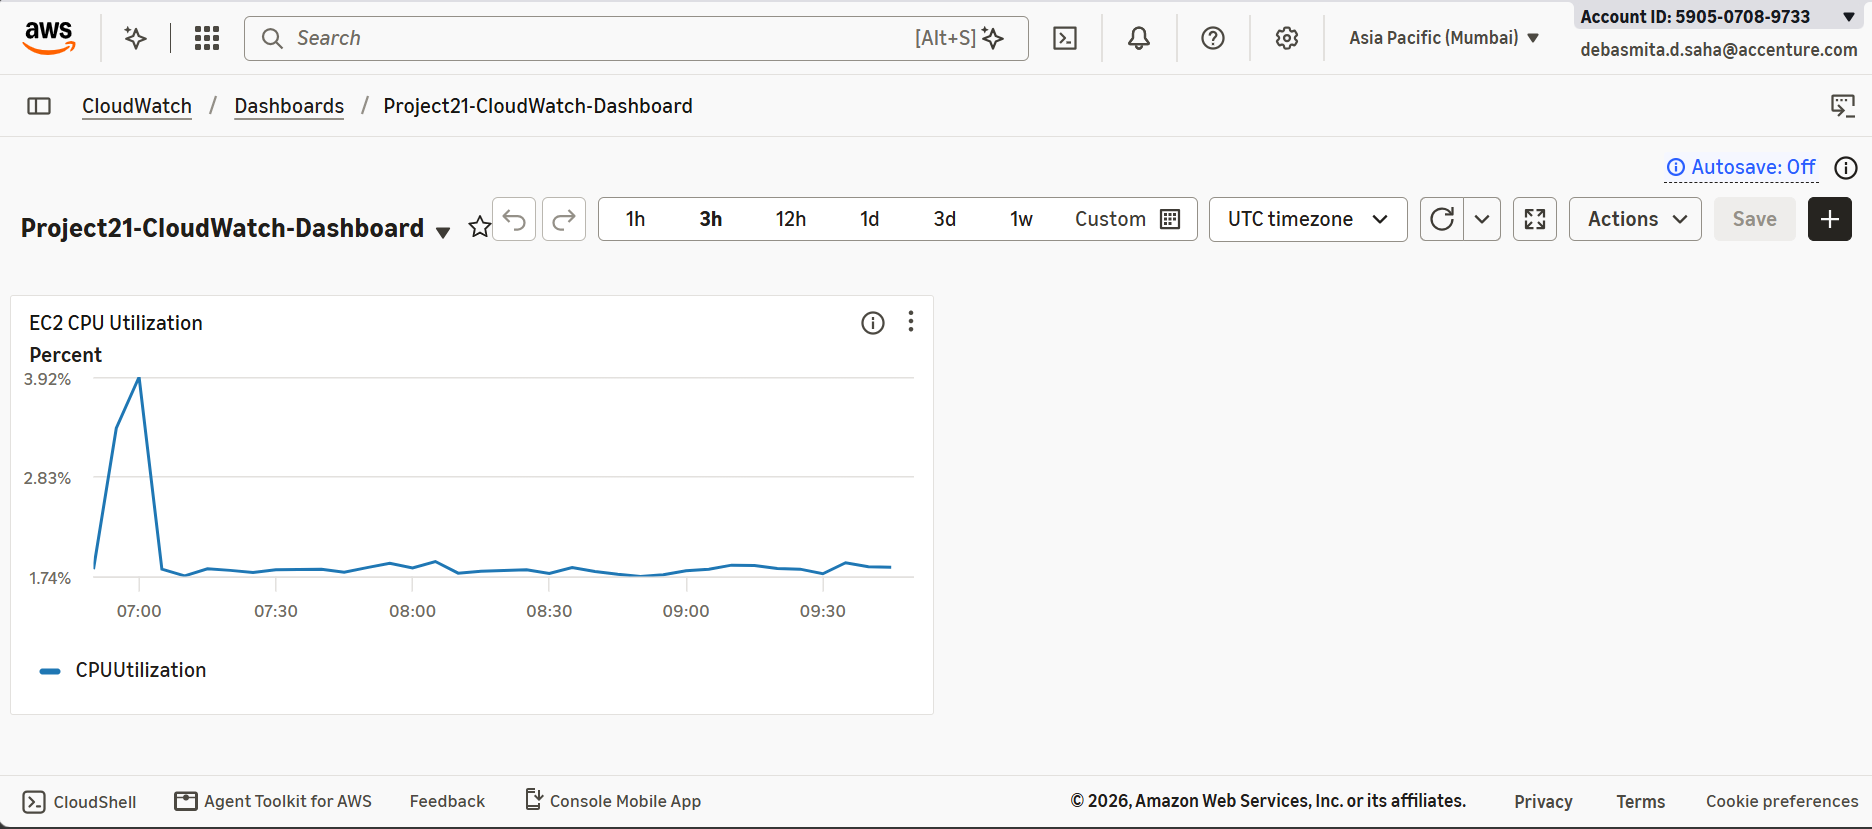 aws
Search
[Alt+S]
Asia Pacific (Mumbai)
Account ID: 5905-0708-9733
debasmita.d.saha@accenture.com
CloudWatch / Dashboards / Project21-CloudWatch-Dashboard
Autosave: Off
Project21-CloudWatch-Dashboard
1h 3h 12h 1d 3d 1w Custom
UTC timezone
Actions
Save
EC2 CPU Utilization
Percent
3.92%
2.83%
1.74%
07:00 07:30 08:00 08:30 09:00 09:30
CPUUtilization
CloudShell
Agent Toolkit for AWS
Feedback
Console Mobile App
© 2026, Amazon Web Services, Inc. or its affiliates.
Privacy
Terms
Cookie preferences